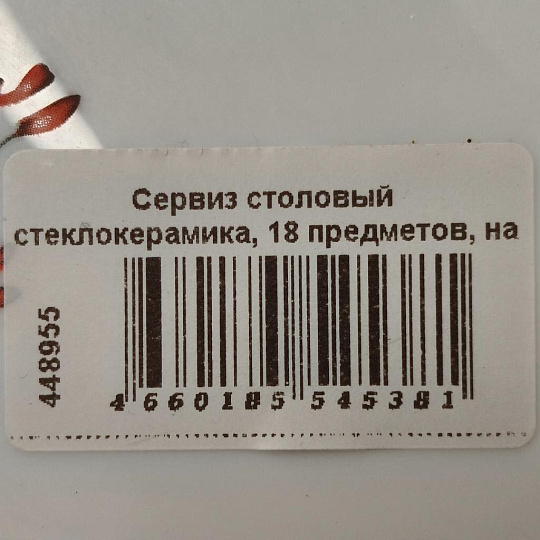 Сервиз столовый
стеклокерамика, 18 предметов, на
448955
4 660185 545381